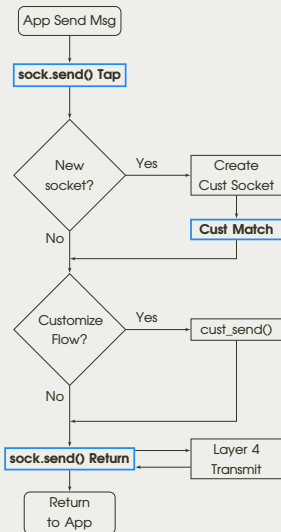 App Send Msg
sock.send() Tap
New
socket?
Yes
Create
Cust Socket
Cust Match
No
Customize
Flow?
Yes
cust_send()
No
sock.send() Return
Layer 4
Transmit
Return
to App